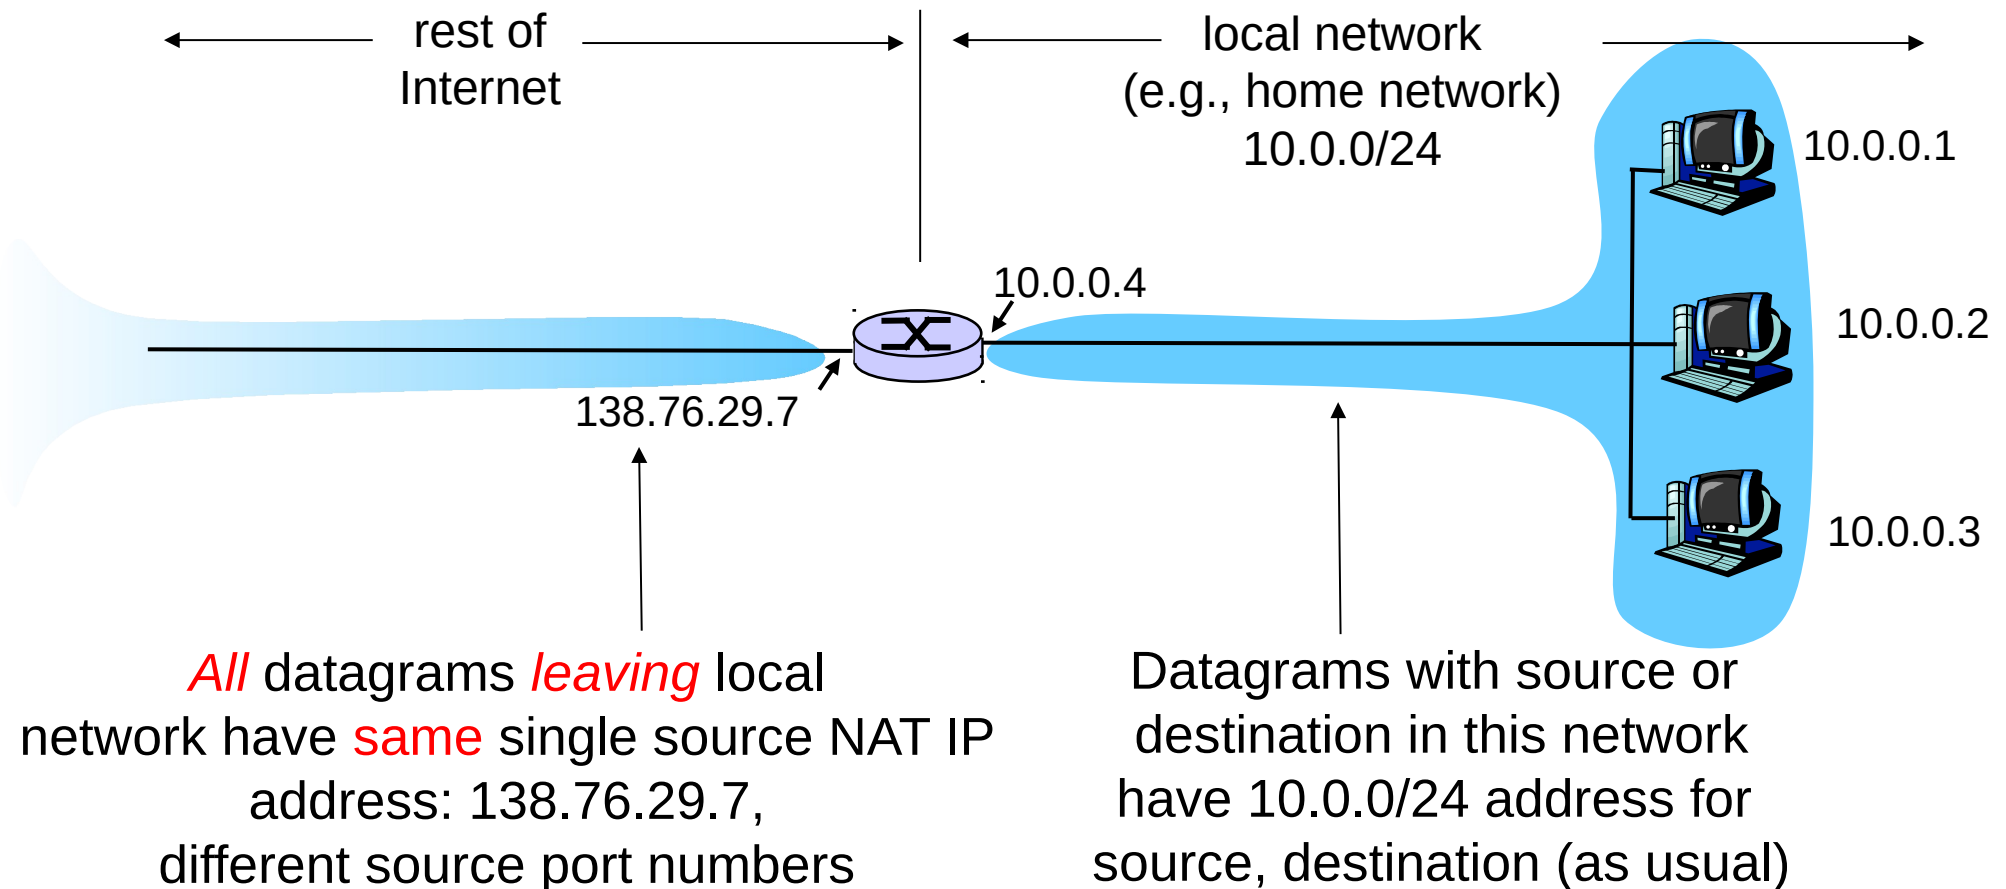 rest of
Internet
local network
(e.g., home network)
10.0.0/24
10.0.0.1
10.0.0.4
10.0.0.2
138.76.29.7
10.0.0.3
All datagrams leaving local
network have same single source NAT IP
address: 138.76.29.7,
different source port numbers
Datagrams with source or
destination in this network
have 10.0.0/24 address for
source, destination (as usual)